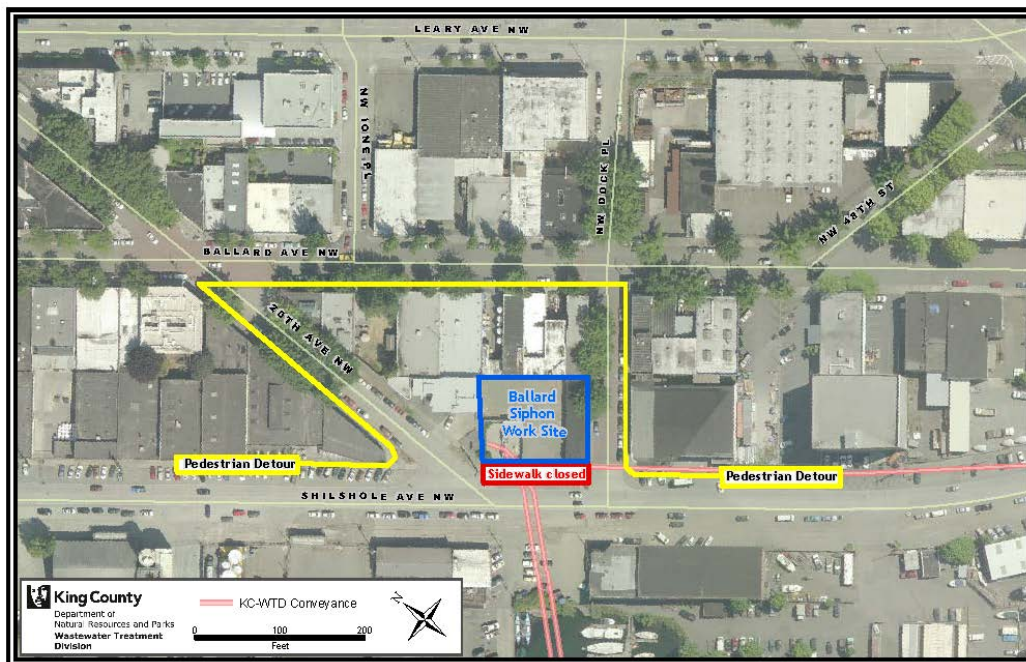 LEARY AVE NW
NW IONE PL
NW DOCK PL
NW 48TH ST
BALLARD AVE NW
20TH AVE NW
Ballard
Siphon
Work Site
Pedestrian Detour
Sidewalk closed
Pedestrian Detour
SHILSHOLE AVE NW
King County
Department of
Natural Resources and Parks
Wastewater Treatment
Division
KC-WTD Conveyance
0 100 200
Feet
N